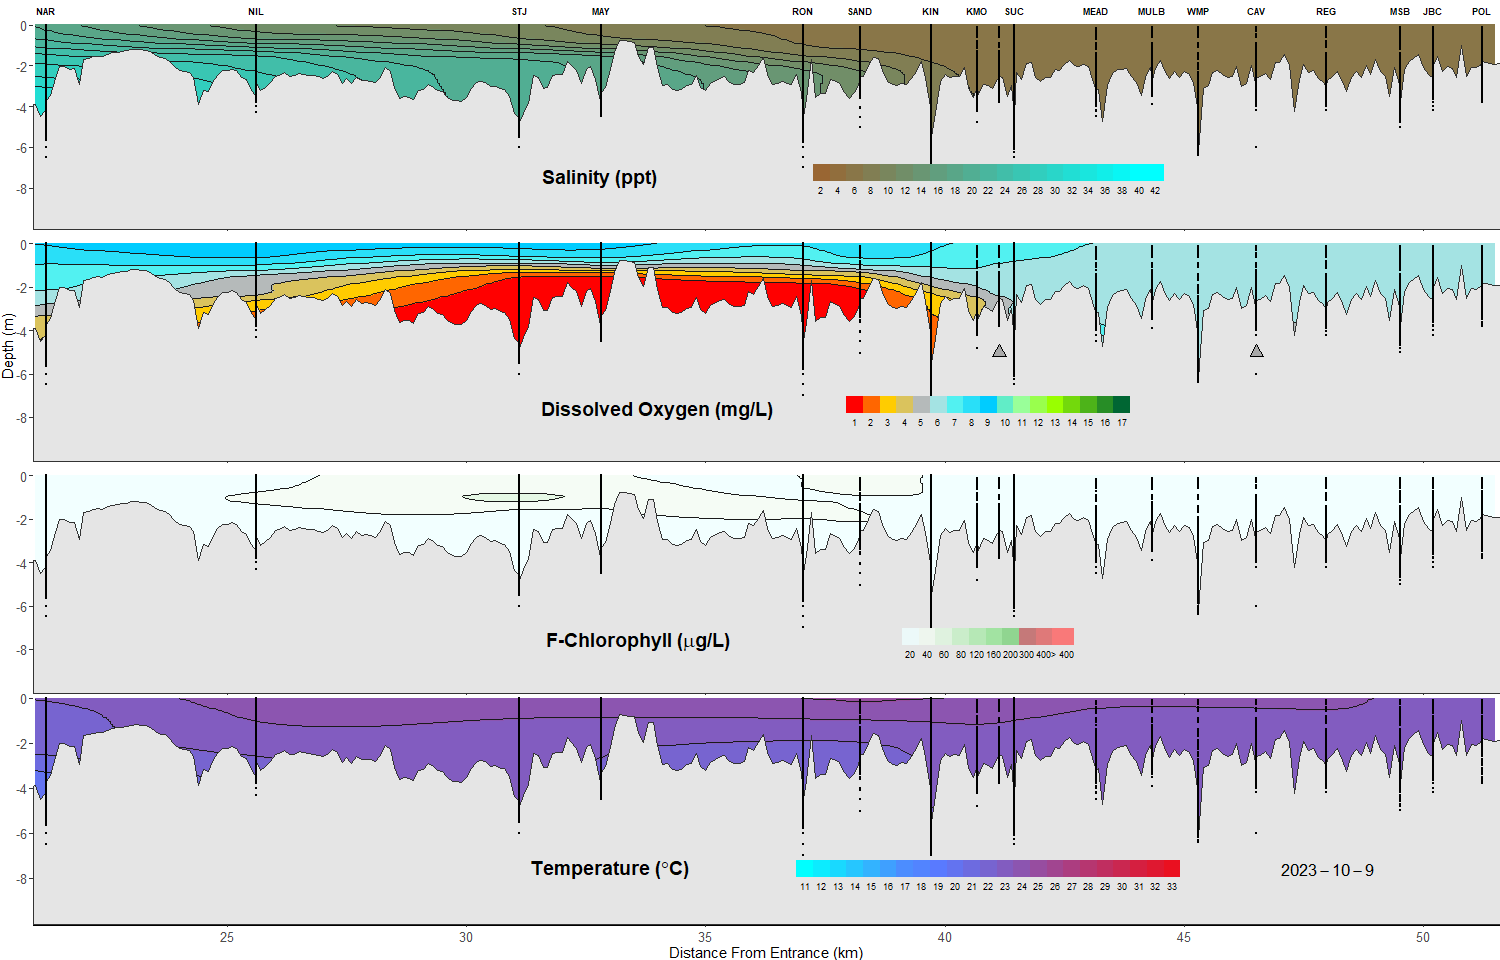 NAR NIL STJ MAY RON SAND KIN KMO SUC MEAD MULB WMP CAV REG MSB JBC POL
0
-2
-4
-6
-8
Salinity (ppt)
2 4 6 8 10 12 14 16 18 20 22 24 26 28 30 32 34 36 38 40 42
Depth (m)
0
-2
-4
-6
-8
Dissolved Oxygen (mg/L)
1 2 3 4 5 6 7 8 9 10 11 12 13 14 15 16 17
0
-2
-4
-6
-8
F-Chlorophyll (μg/L)
20 40 60 80 120 160 200 300 400> 400
0
-2
-4
-6
-8
Temperature (°C)
11 12 13 14 15 16 17 18 19 20 21 22 23 24 25 26 27 28 29 30 31 32 33
2023–10–9
25 30 35 40 45 50
Distance From Entrance (km)